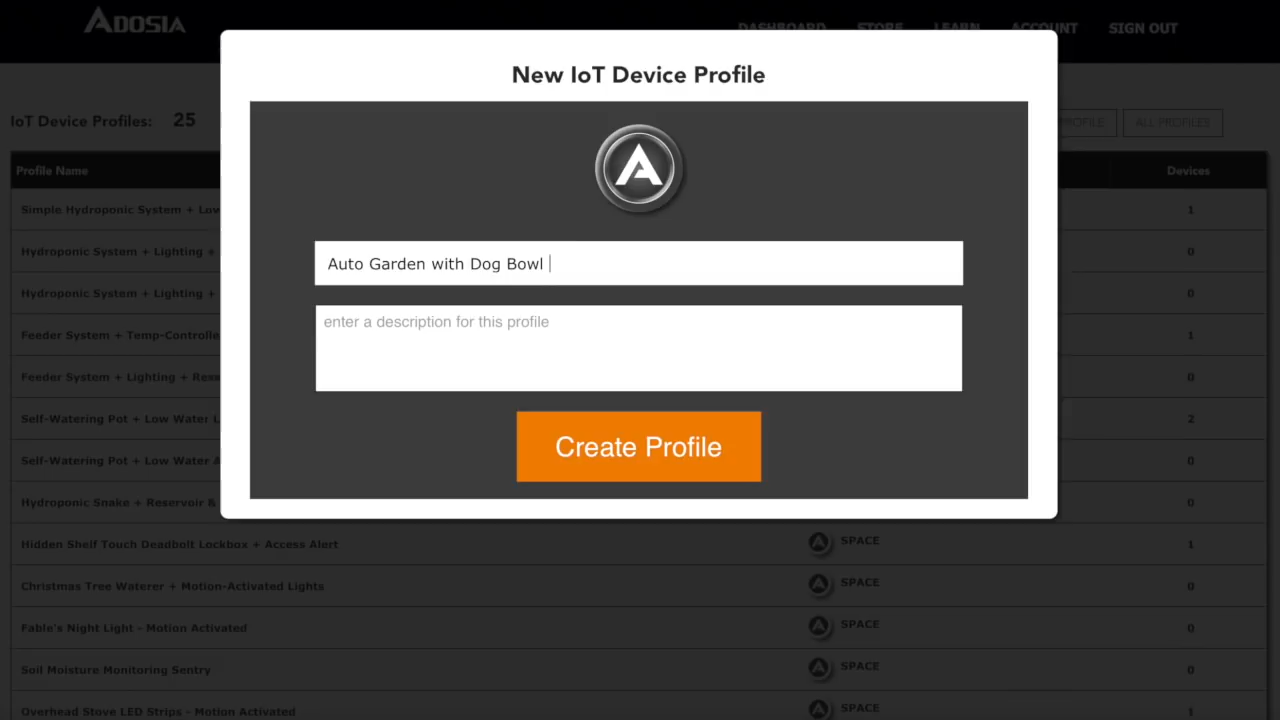 ADOSIA
DASHBOARD STORE LEARN ACCOUNT SIGN OUT
New IoT Device Profile
IoT Device Profiles: 25
PROFILE ALL PROFILES
Profile Name Devices
Simple Hydroponic System + Low 1
Hydroponic System + Lighting + 0
Auto Garden with Dog Bowl
Hydroponic System + Lighting + 0
enter a description for this profile
Feeder System + Temp-Controlle 1
Feeder System + Lighting + Rese 0
Self-Watering Pot + Low Water L 2
Create Profile
Self-Watering Pot + Low Water A 0
Hydroponic Snake + Reservoir & 0
Hidden Shelf Touch Deadbolt Lockbox + Access Alert A SPACE 1
Christmas Tree Waterer + Motion-Activated Lights A SPACE 0
Fable's Night Light - Motion Activated A SPACE 0
Soil Moisture Monitoring Sentry A SPACE 0
Overhead Stove LED Strips - Motion Activated A SPACE 1